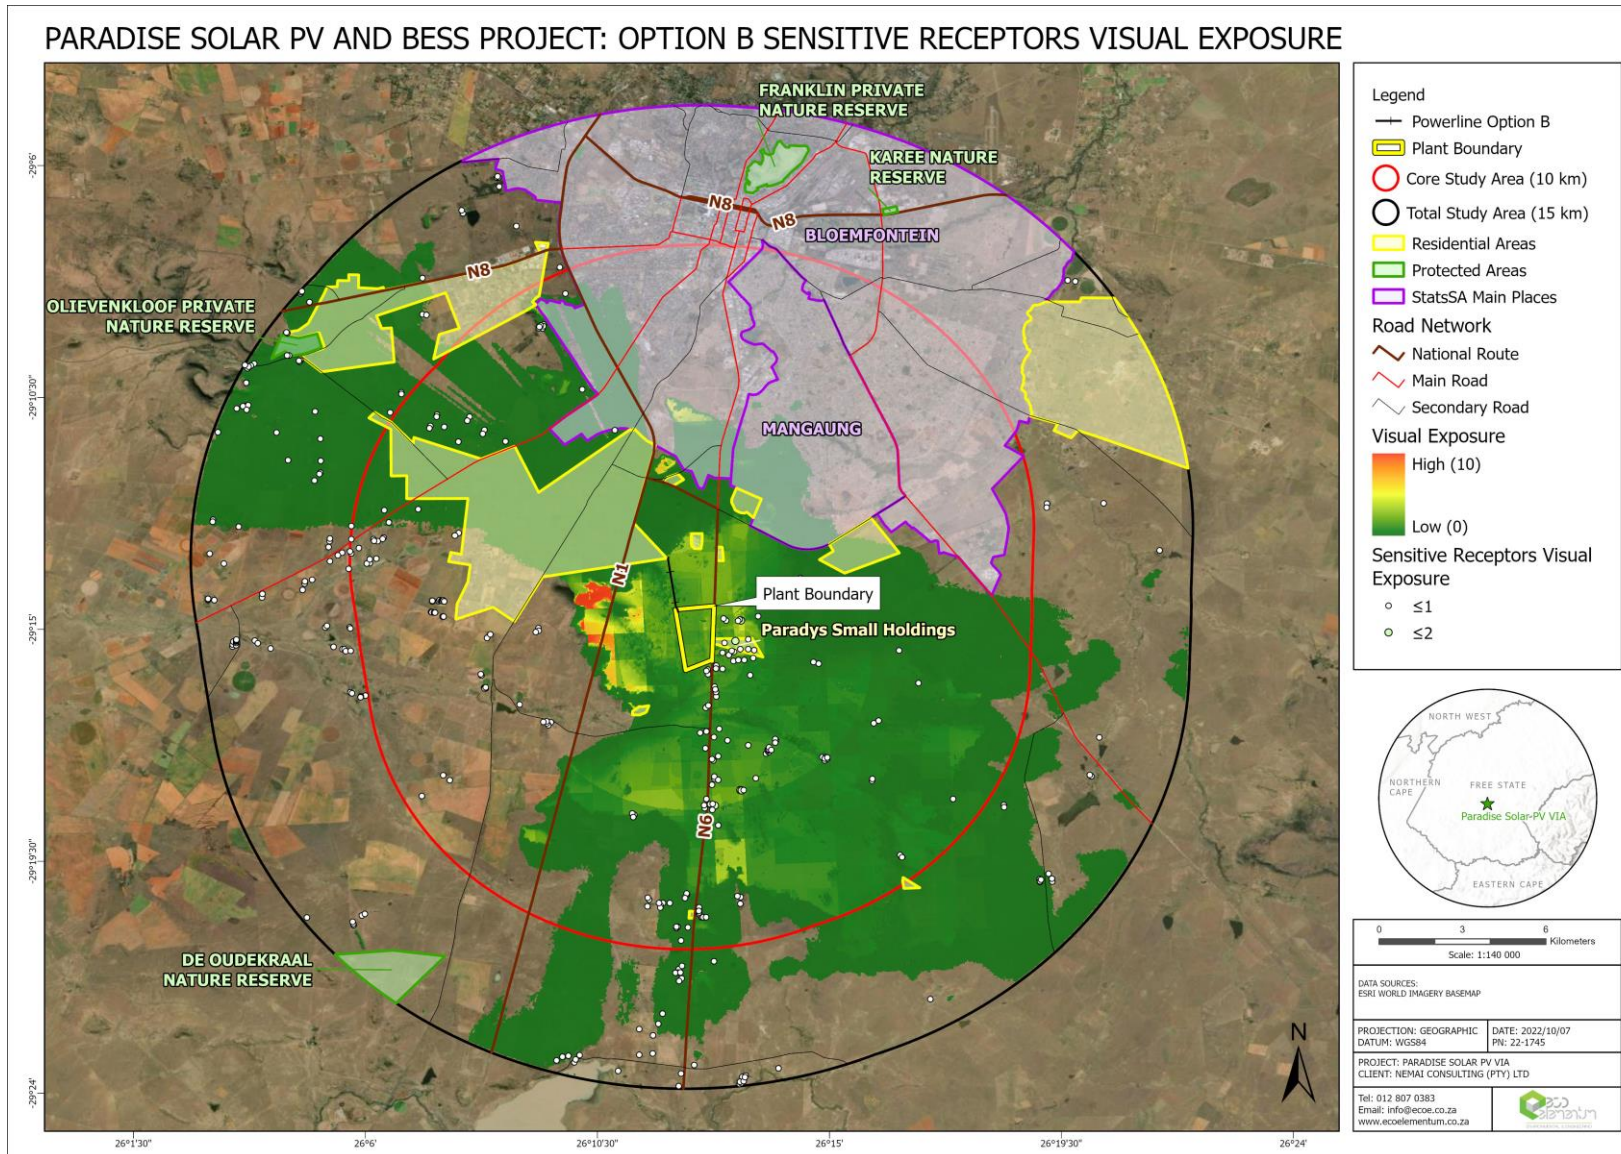 PARADISE SOLAR PV AND BESS PROJECT: OPTION B SENSITIVE RECEPTORS VISUAL EXPOSURE
FRANKLIN PRIVATE
NATURE RESERVE
KAREE NATURE
RESERVE
N8
N8
BLOEMFONTEIN
N8
OLIEVENKLOOF PRIVATE
NATURE RESERVE
MANGAUNG
N1
Plant Boundary
Paradys Small Holdings
N6
DE OUDEKRAAL
NATURE RESERVE
N
-29°6'
-29°10'30"
-29°15'
-29°19'30"
-29°24'
26°1'30"
26°6'
26°10'30"
26°15'
26°19'30"
26°24'
Legend
Powerline Option B
Plant Boundary
Core Study Area (10 km)
Total Study Area (15 km)
Residential Areas
Protected Areas
StatsSA Main Places
Road Network
National Route
Main Road
Secondary Road
Visual Exposure
High (10)
Low (0)
Sensitive Receptors Visual
Exposure
≤1
≤2
NORTH WEST
NORTHERN
CAPE
FREE STATE
Paradise Solar-PV VIA
EASTERN CAPE
0 3 6
Kilometers
Scale: 1:140 000
DATA SOURCES:
ESRI WORLD IMAGERY BASEMAP
PROJECTION: GEOGRAPHIC
DATUM: WGS84
DATE: 2022/10/07
PN: 22-1745
PROJECT: PARADISE SOLAR PV VIA
CLIENT: NEMAI CONSULTING (PTY) LTD
Tel: 012 807 0383
Email: info@ecoe.co.za
www.ecoelementum.co.za
eco
elementum